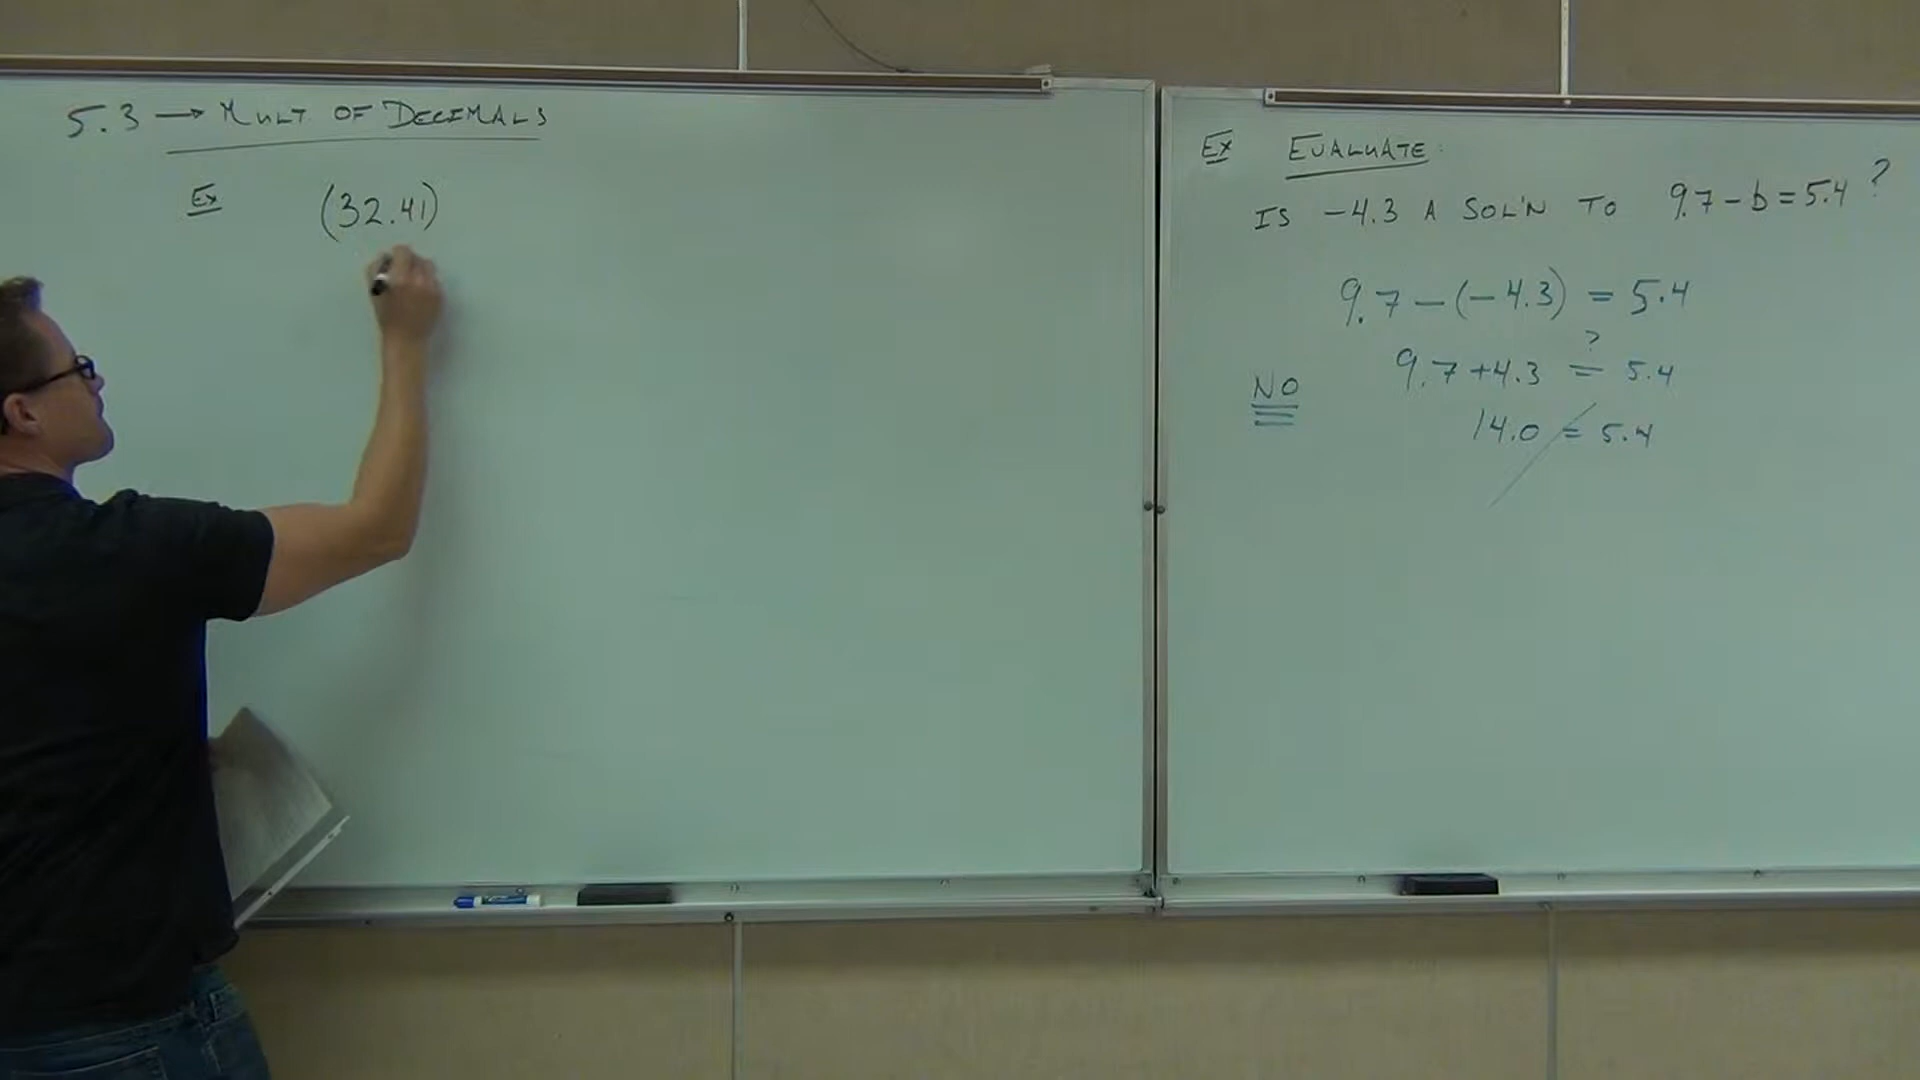 5.3 → MULT OF DECIMALS
Ex (32.41)
Ex EVALUATE:
IS -4.3 A SOL'N TO 9.7 - b = 5.4 ?
9.7 - (-4.3) = 5.4
9.7 + 4.3 ?= 5.4
NO
14.0 = 5.4